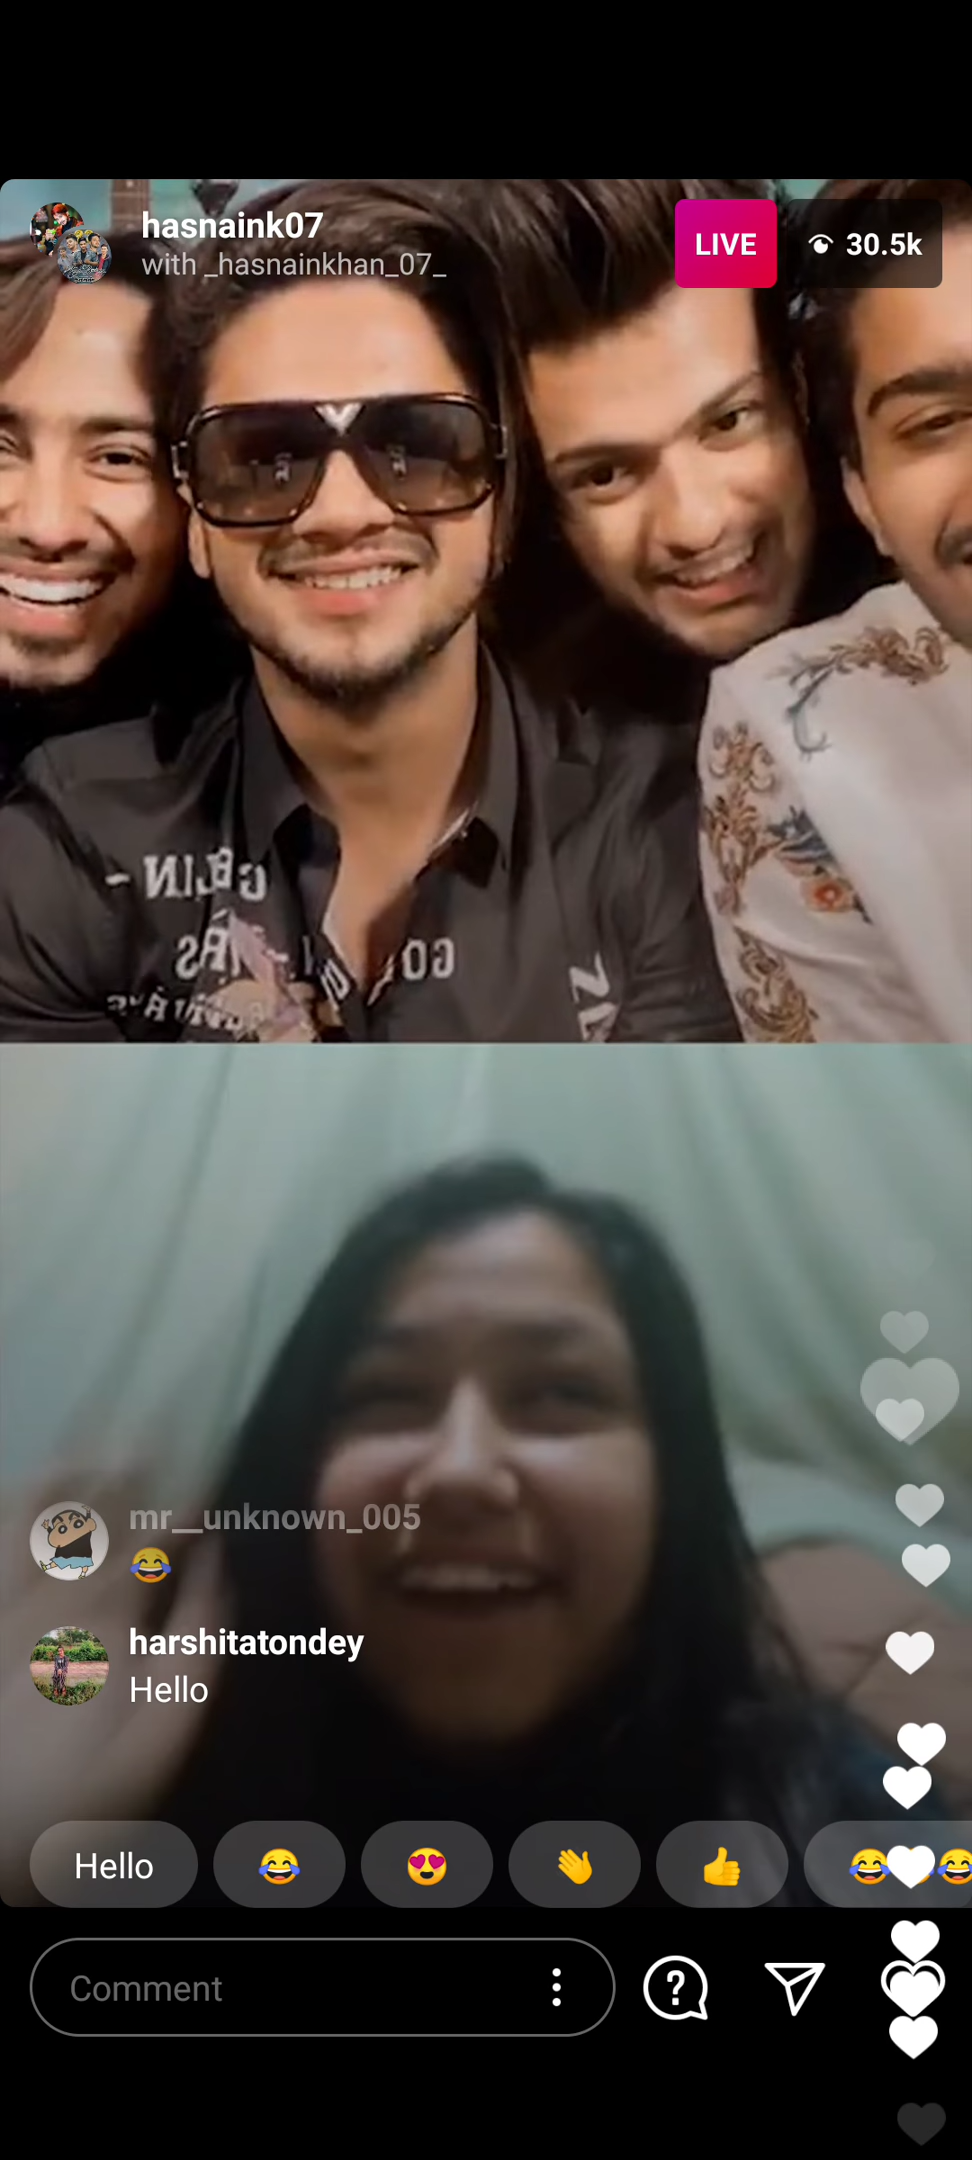 hasnaink07
with _hasnainkhan_07_
LIVE
30.5k
mr__unknown_005
😂
harshitatondey
Hello
Hello 😂 😍 👋 👍 😂
Comment